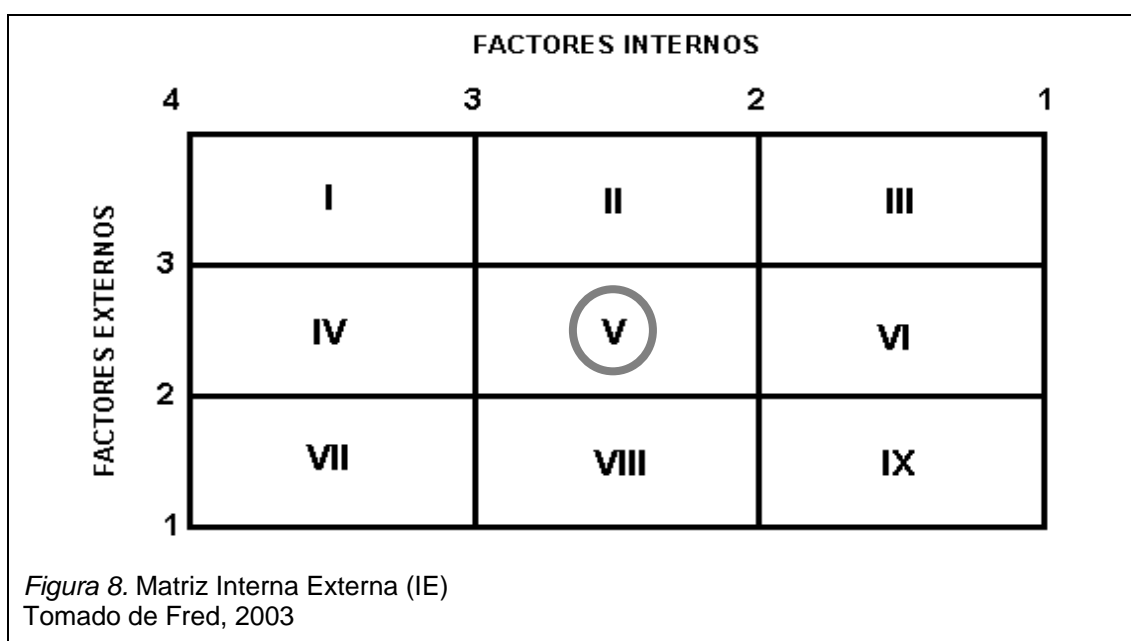 FACTORES INTERNOS
4 3 2 1
I II III
FACTORES EXTERNOS
3
IV V VI
2
VII VIII IX
1
Figura 8. Matriz Interna Externa (IE)
Tomado de Fred, 2003